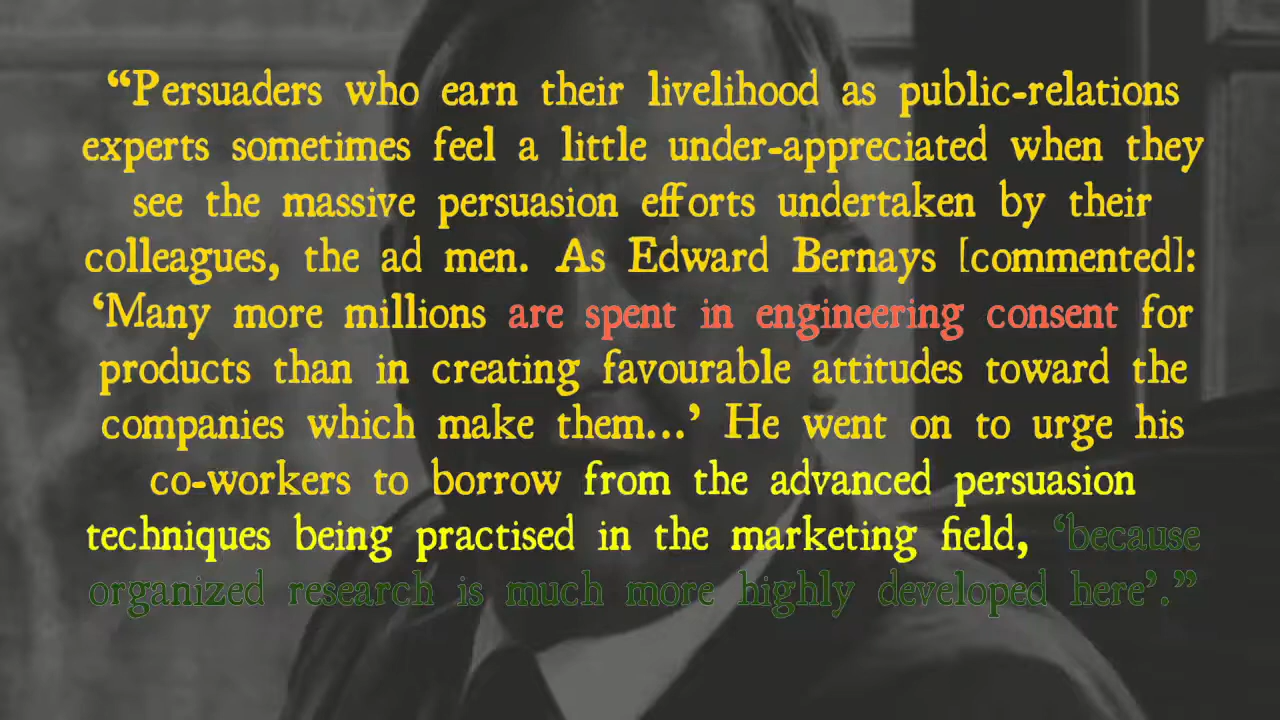 “Persuaders who earn their livelihood as public-relations
experts sometimes feel a little under-appreciated when they
see the massive persuasion efforts undertaken by their
colleagues, the ad men. As Edward Bernays [commented]:
‘Many more millions are spent in engineering consent for
products than in creating favourable attitudes toward the
companies which make them...’ He went on to urge his
co-workers to borrow from the advanced persuasion
techniques being practised in the marketing field, ‘because
organized research is much more highly developed here’.”